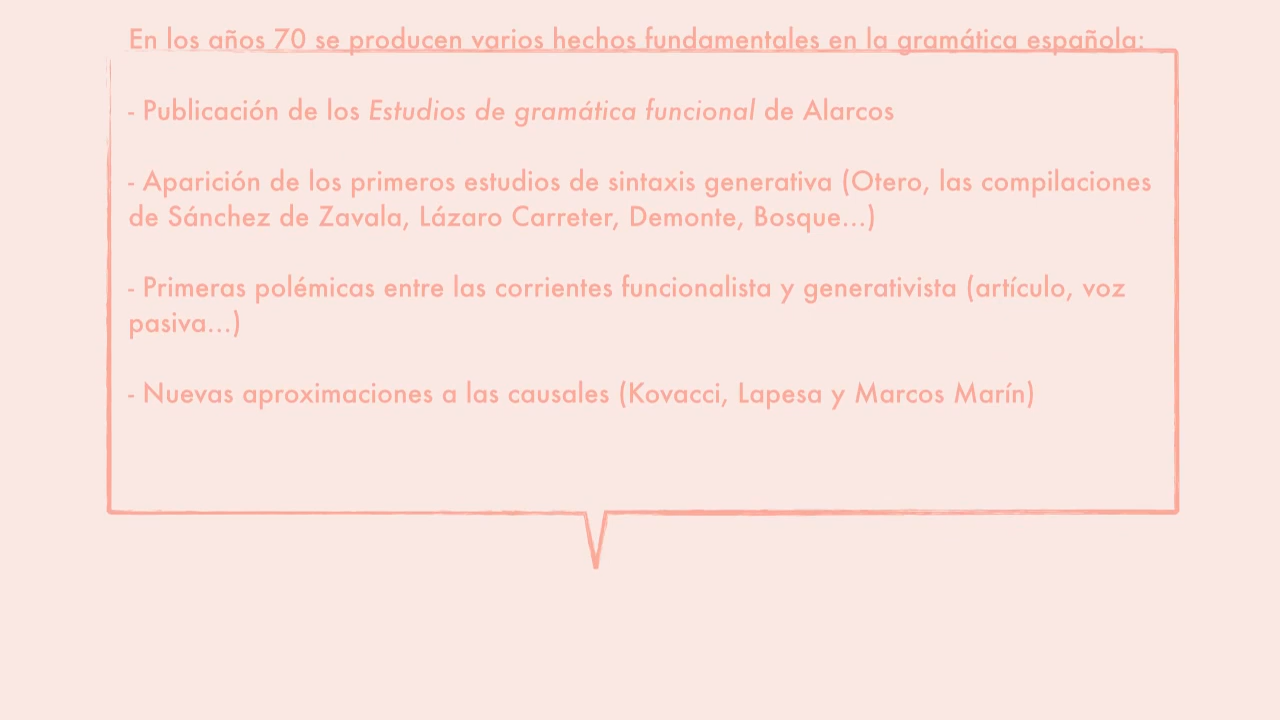 En los años 70 se producen varios hechos fundamentales en la gramática española:
- Publicación de los Estudios de gramática funcional de Alarcos
- Aparición de los primeros estudios de sintaxis generativa (Otero, las compilaciones
de Sánchez de Zavala, Lázaro Carreter, Demonte, Bosque...)
- Primeras polémicas entre las corrientes funcionalista y generativista (artículo, voz
pasiva...)
- Nuevas aproximaciones a las causales (Kovacci, Lapesa y Marcos Marín)